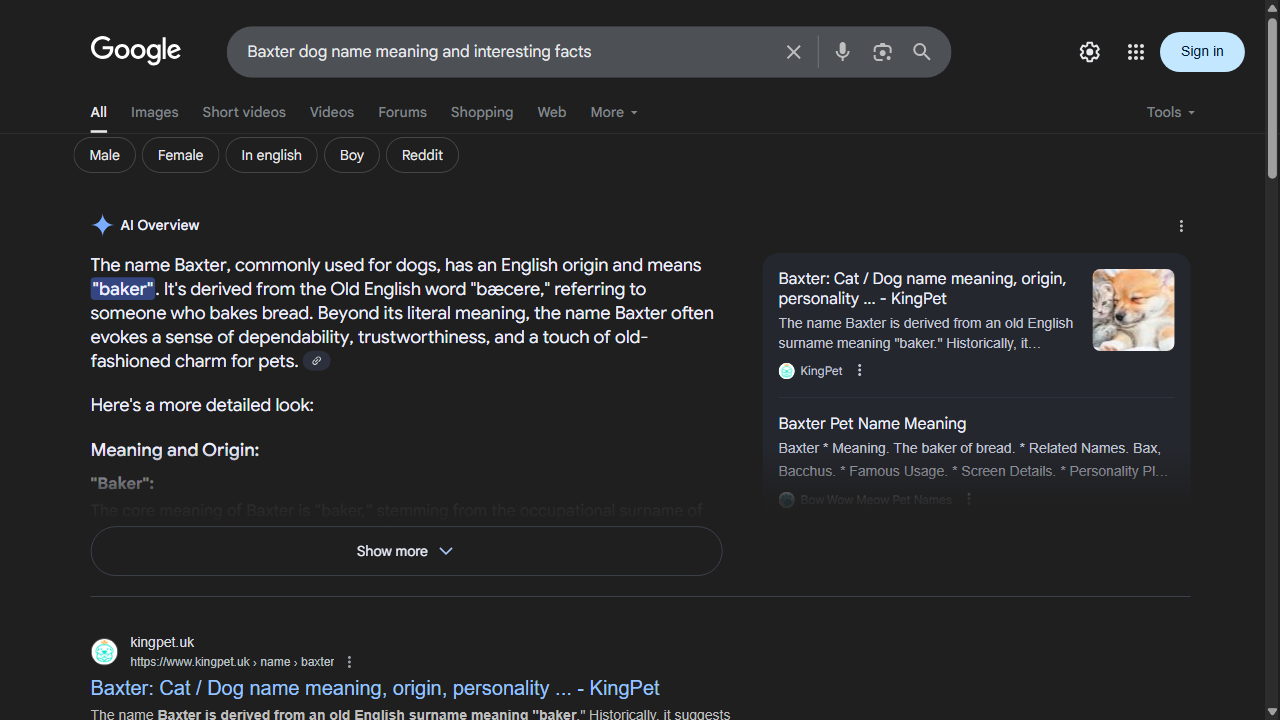 Google
Baxter dog name meaning and interesting facts
Sign in
All
Images
Short videos
Videos
Forums
Shopping
Web
More
Tools
Male
Female
In english
Boy
Reddit
AI Overview
The name Baxter, commonly used for dogs, has an English origin and means
"baker". It's derived from the Old English word "bæcere," referring to
someone who bakes bread. Beyond its literal meaning, the name Baxter often
evokes a sense of dependability, trustworthiness, and a touch of old-
fashioned charm for pets.
Here's a more detailed look:
Meaning and Origin:
"Baker":
The core meaning of Baxter is "baker," stemming from the occupational surname of
Show more
Baxter: Cat / Dog name meaning, origin,
personality ... - KingPet
The name Baxter is derived from an old English
surname meaning "baker." Historically, it...
KingPet
Baxter Pet Name Meaning
Baxter * Meaning. The baker of bread. * Related Names. Bax,
Bacchus. * Famous Usage. * Screen Details. * Personality Pl...
Bow Wow Meow Pet Names
kingpet.uk
https://www.kingpet.uk › name › baxter
Baxter: Cat / Dog name meaning, origin, personality ... - KingPet
The name Baxter is derived from an old English surname meaning "baker." Historically, it suggests